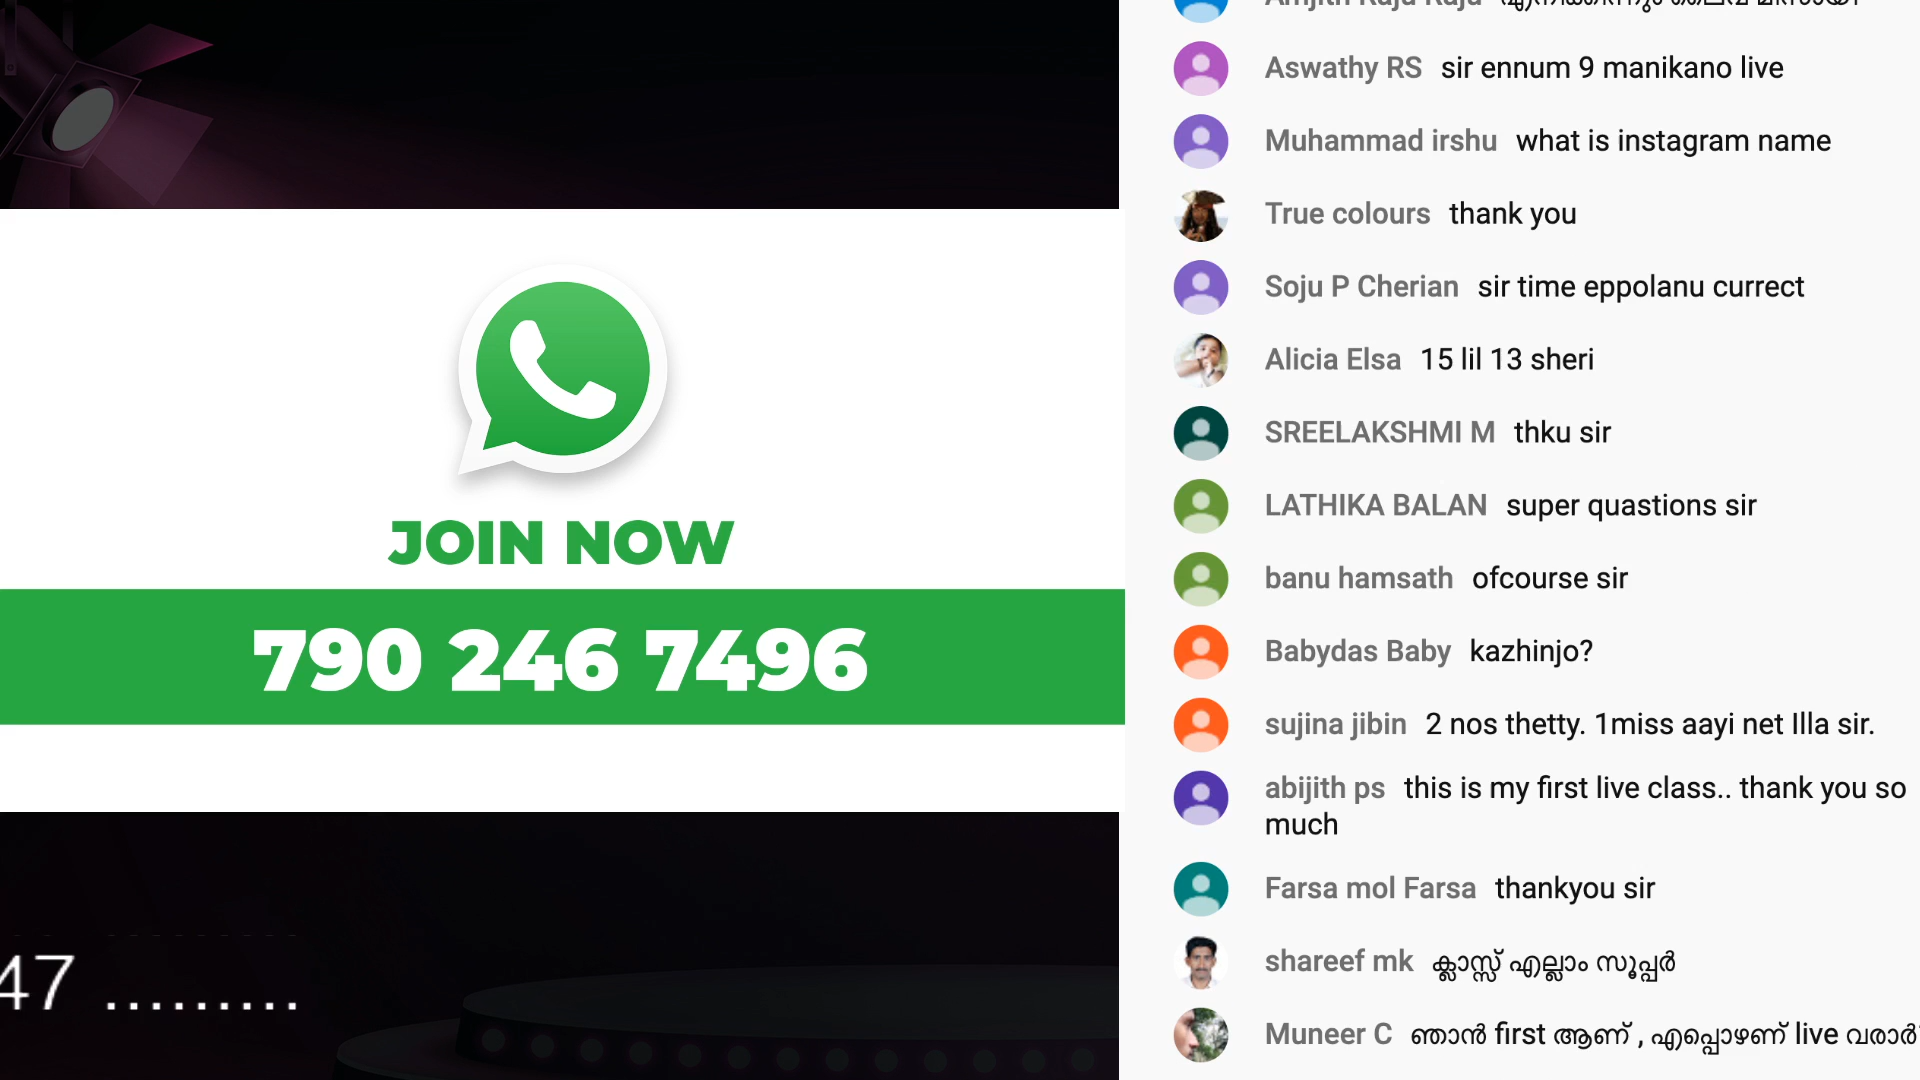 JOIN NOW
790 246 7496
47 .........
Aswathy RS sir ennum 9 manikano live
Muhammad irshu what is instagram name
True colours thank you
Soju P Cherian sir time eppolanu currect
Alicia Elsa 15 lil 13 sheri
SREELAKSHMI M thku sir
LATHIKA BALAN super quastions sir
banu hamsath ofcourse sir
Babydas Baby kazhinjo?
sujina jibin 2 nos thetty. 1miss aayi net Illa sir.
abijith ps this is my first live class.. thank you so
much
Farsa mol Farsa thankyou sir
shareef mk ക്ലാസ്സ് എല്ലാം സൂപ്പർ
Muneer C ഞാൻ first ആണ് , എപ്പൊഴണ് live വരാർ